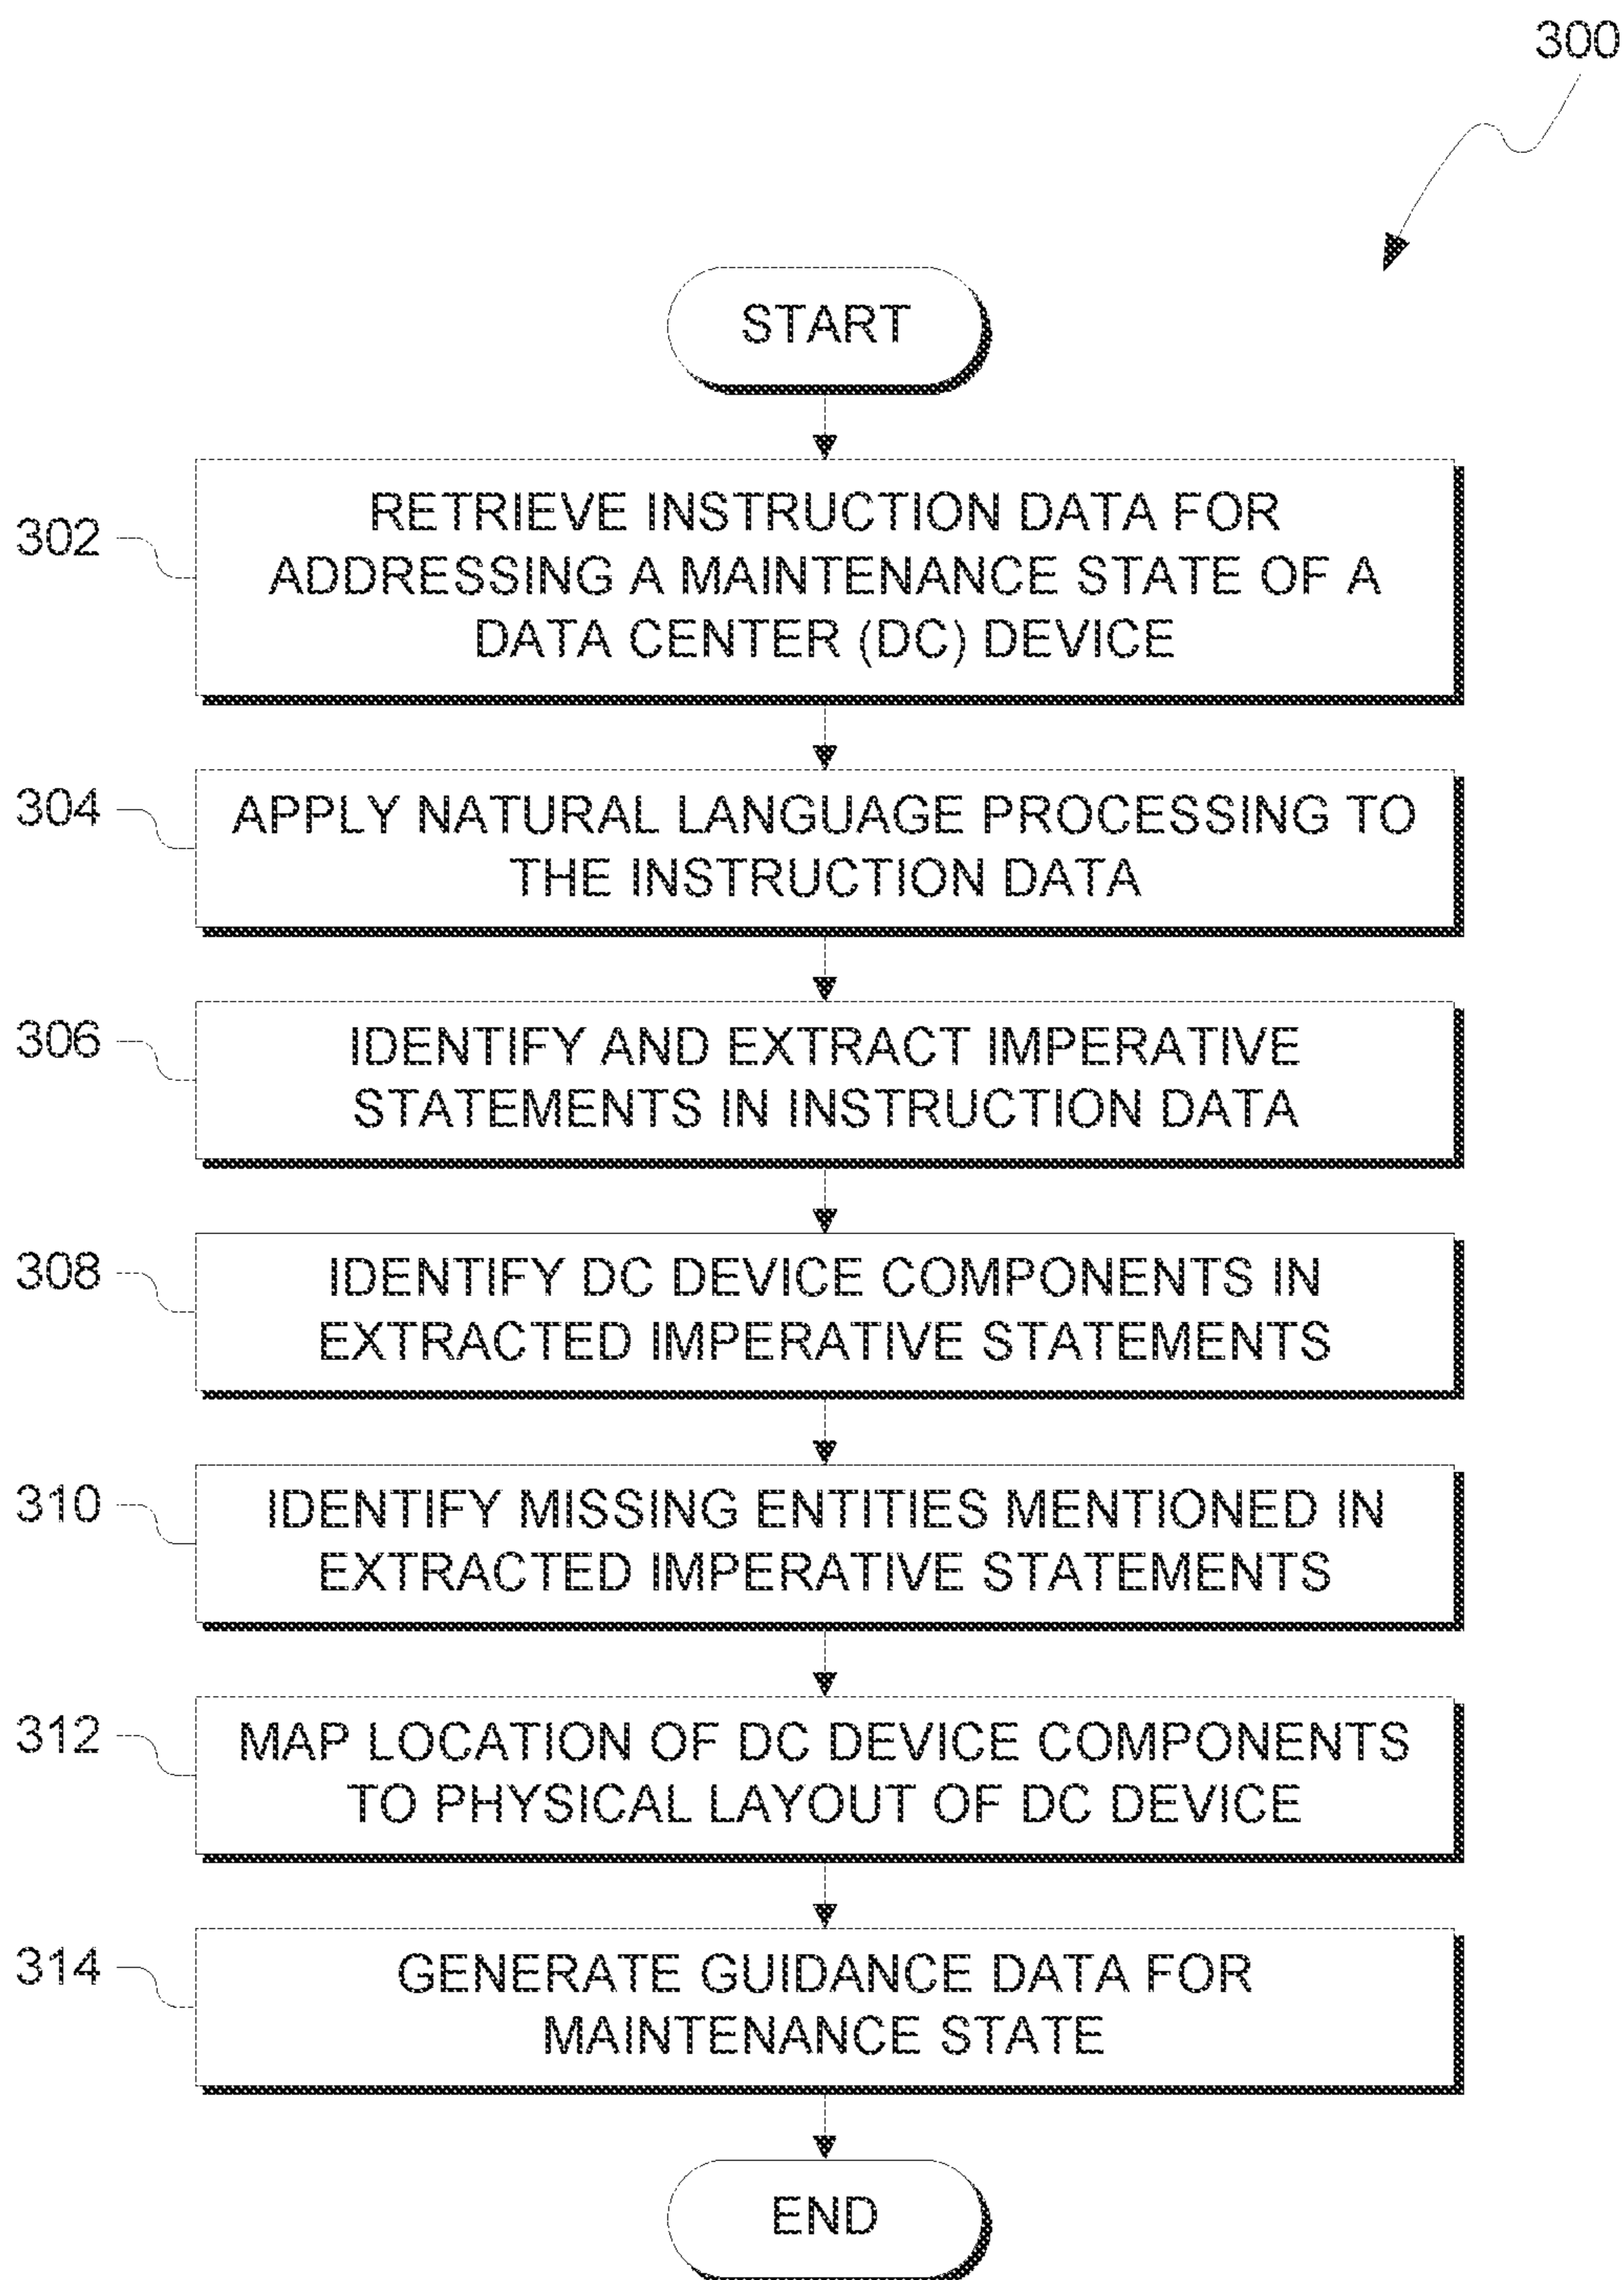 300
START
302
RETRIEVE INSTRUCTION DATA FOR
ADDRESSING A MAINTENANCE STATE OF A
DATA CENTER (DC) DEVICE
304
APPLY NATURAL LANGUAGE PROCESSING TO
THE INSTRUCTION DATA
306
IDENTIFY AND EXTRACT IMPERATIVE
STATEMENTS IN INSTRUCTION DATA
308
IDENTIFY DC DEVICE COMPONENTS IN
EXTRACTED IMPERATIVE STATEMENTS
310
IDENTIFY MISSING ENTITIES MENTIONED IN
EXTRACTED IMPERATIVE STATEMENTS
312
MAP LOCATION OF DC DEVICE COMPONENTS
TO PHYSICAL LAYOUT OF DC DEVICE
314
GENERATE GUIDANCE DATA FOR
MAINTENANCE STATE
END